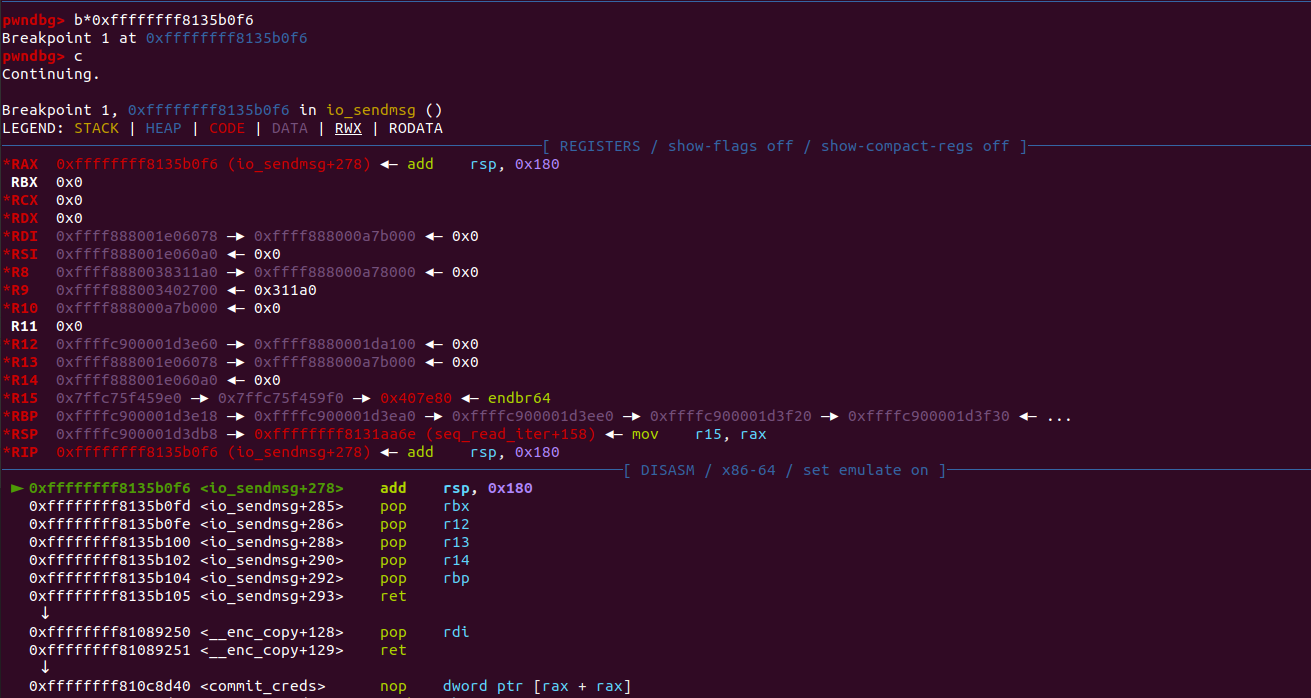 pwndbg> b*0xffffffff8135b0f6
Breakpoint 1 at 0xffffffff8135b0f6
pwndbg> c
Continuing.
Breakpoint 1, 0xffffffff8135b0f6 in io_sendmsg ()
LEGEND: STACK | HEAP | CODE | DATA | RWX | RODATA
[ REGISTERS / show-flags off / show-compact-regs off ]
*RAX  0xffffffff8135b0f6 (io_sendmsg+278) ◂— add    rsp, 0x180
RBX  0x0
*RCX  0x0
*RDX  0x0
*RDI  0xffff888001e06078 —▸ 0xffff888000a7b000 ◂— 0x0
*RSI  0xffff888001e060a0 ◂— 0x0
*R8   0xffff8880038311a0 —▸ 0xffff888000a78000 ◂— 0x0
*R9   0xffff888003402700 ◂— 0x311a0
*R10  0xffff888000a7b000 ◂— 0x0
R11  0x0
*R12  0xffffc900001d3e60 —▸ 0xffff8880001da100 ◂— 0x0
*R13  0xffff888001e06078 —▸ 0xffff888000a7b000 ◂— 0x0
*R14  0xffff888001e060a0 ◂— 0x0
*R15  0x7ffc75f459e0 —▸ 0x7ffc75f459f0 —▸ 0x407e80 ◂— endbr64
*RBP  0xffffc900001d3e18 —▸ 0xffffc900001d3ea0 —▸ 0xffffc900001d3ee0 —▸ 0xffffc900001d3f20 —▸ 0xffffc900001d3f30 ◂— ...
*RSP  0xffffc900001d3db8 —▸ 0xffffffff8131aa6e (seq_read_iter+158) ◂— mov    r15, rax
*RIP  0xffffffff8135b0f6 (io_sendmsg+278) ◂— add    rsp, 0x180
[ DISASM / x86-64 / set emulate on ]
► 0xffffffff8135b0f6 <io_sendmsg+278>    add    rsp, 0x180
0xffffffff8135b0fd <io_sendmsg+285>    pop    rbx
0xffffffff8135b0fe <io_sendmsg+286>    pop    r12
0xffffffff8135b100 <io_sendmsg+288>    pop    r13
0xffffffff8135b102 <io_sendmsg+290>    pop    r14
0xffffffff8135b104 <io_sendmsg+292>    pop    rbp
0xffffffff8135b105 <io_sendmsg+293>    ret
↓
0xffffffff81089250 <__enc_copy+128>    pop    rdi
0xffffffff81089251 <__enc_copy+129>    ret
↓
0xffffffff810c8d40 <commit_creds>      nop    dword ptr [rax + rax]